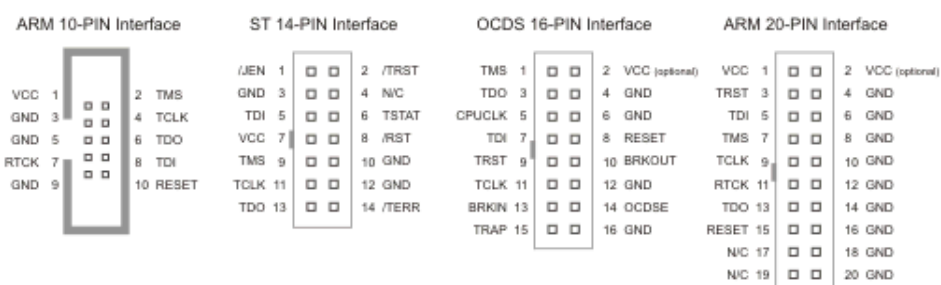 ARM 10-PIN Interface
VCC 1 2 TMS
GND 3 4 TCLK
GND 5 6 TDO
RTCK 7 8 TDI
GND 9 10 RESET
ST 14-PIN Interface
/JEN 1 2 /TRST
GND 3 4 N/C
TDI 5 6 TSTAT
VCC 7 8 /RST
TMS 9 10 GND
TCLK 11 12 GND
TDO 13 14 /TERR
OCDS 16-PIN Interface
TMS 1 2 VCC (optional)
TDO 3 4 GND
CPUCLK 5 6 GND
TDI 7 8 RESET
TRST 9 10 BRKOUT
TCLK 11 12 GND
BRKIN 13 14 OCDSE
TRAP 15 16 GND
ARM 20-PIN Interface
VCC 1 2 VCC (optional)
TRST 3 4 GND
TDI 5 6 GND
TMS 7 8 GND
TCLK 9 10 GND
RTCK 11 12 GND
TDO 13 14 GND
RESET 15 16 GND
N/C 17 18 GND
N/C 19 20 GND